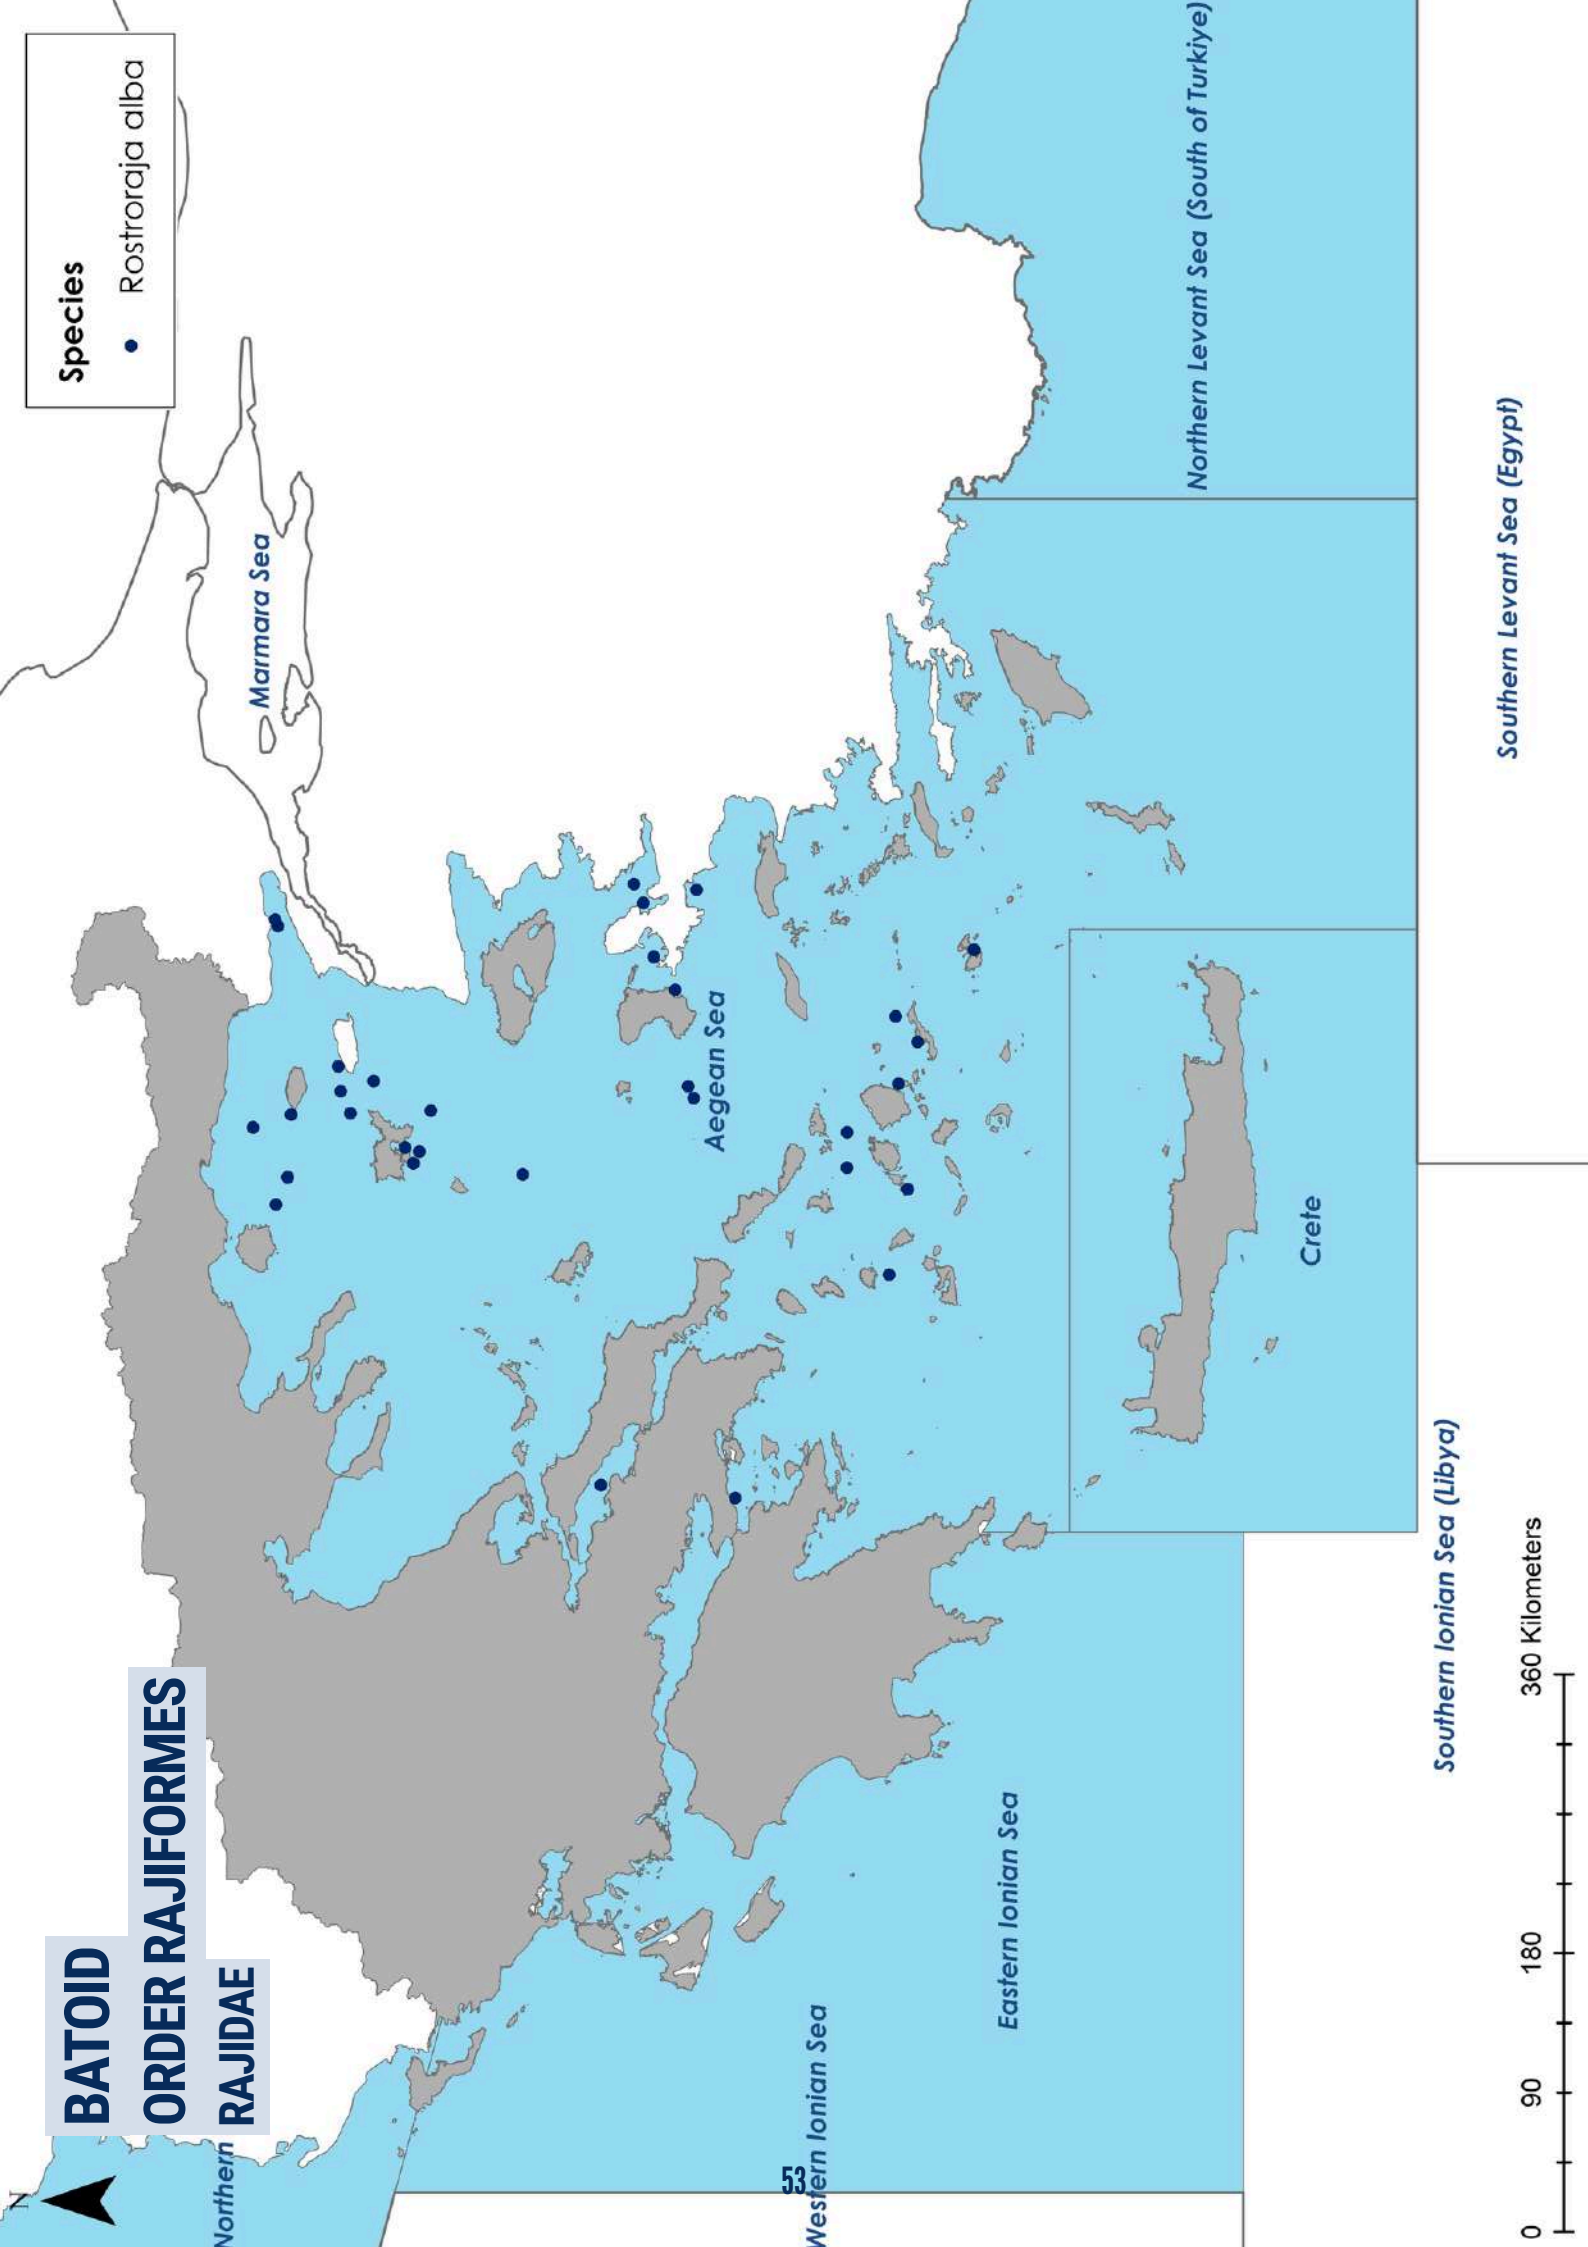 BATOID
ORDER RAJIFORMES
RAJIDAE
N
Species
Rostroraja alba
Northern
Marmara Sea
Aegean Sea
Western Ionian Sea
Eastern Ionian Sea
Northern Levant Sea (South of Turkiye)
Crete
Southern Ionian Sea (Libya)
Southern Levant Sea (Egypt)
0 90 180 360 Kilometers
53